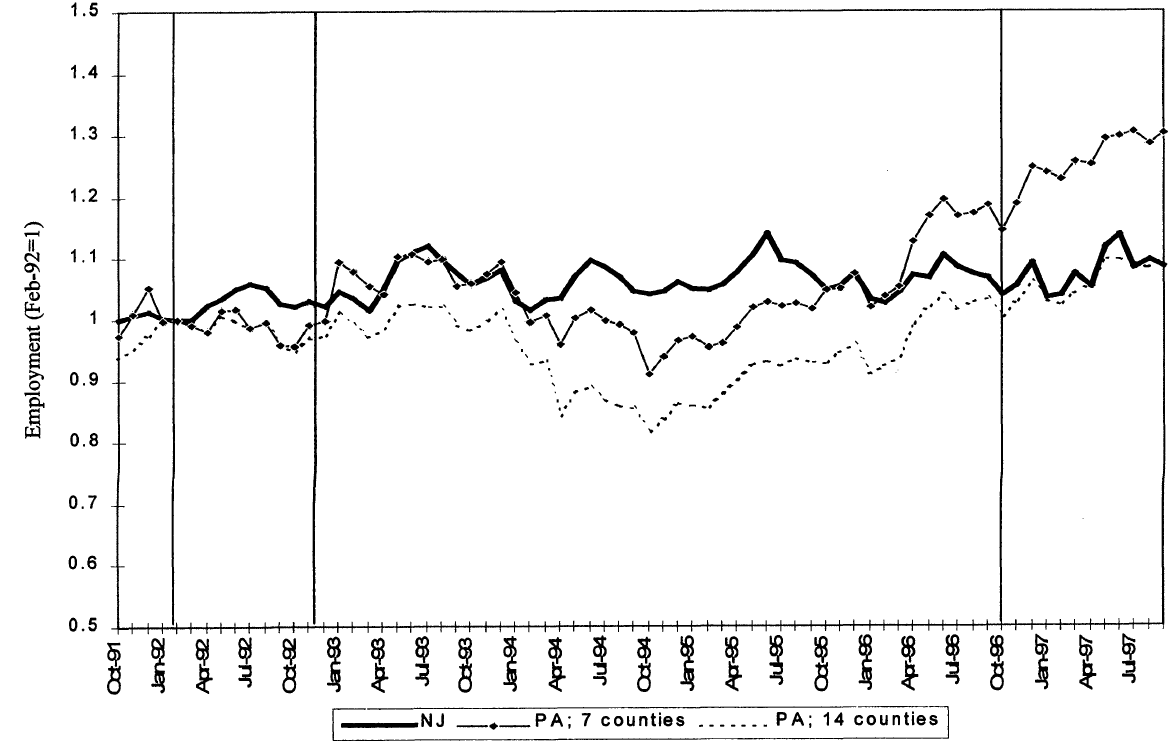 1.5
1.4
1.3
1.2
1.1
1
0.9
0.8
0.7
0.6
0.5
Employment (Feb-92=1)
Oct-91
Jan-92
Apr-92
Jul-92
Oct-92
Jan-93
Apr-93
Jul-93
Oct-93
Jan-94
Apr-94
Jul-94
Oct-94
Jan-95
Apr-95
Jul-95
Oct-95
Jan-96
Apr-96
Jul-96
Oct-96
Jan-97
Apr-97
Jul-97
NJ PA; 7 counties PA; 14 counties